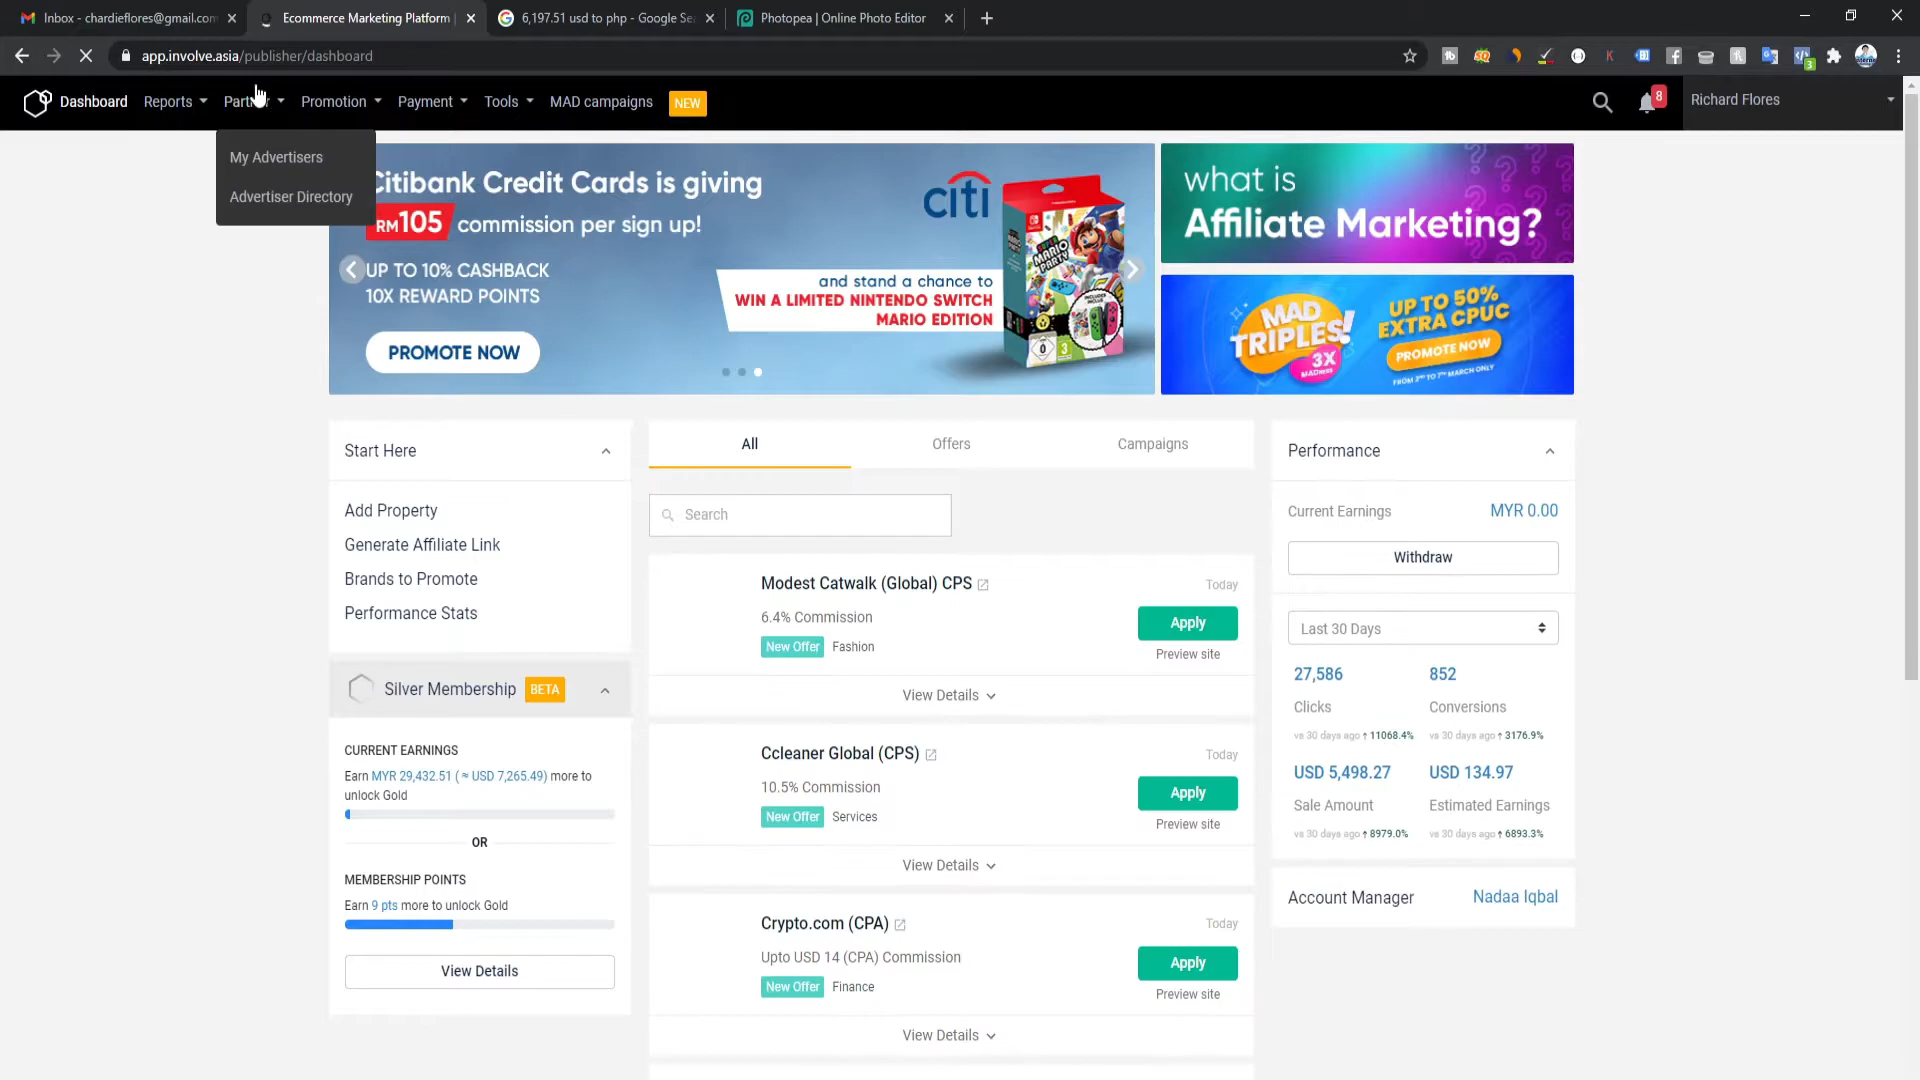 Inbox - chardieflores@gmail.com
Ecommerce Marketing Platform
6,197.51 usd to php - Google Se
Photopea | Online Photo Editor
app.involve.asia/publisher/dashboard
Dashboard
Reports
Partner
Promotion
Payment
Tools
MAD campaigns
NEW
8
Richard Flores
My Advertisers
Advertiser Directory
Citibank Credit Cards is giving
RM105 commission per sign up!
UP TO 10% CASHBACK
10X REWARD POINTS
PROMOTE NOW
citi
and stand a chance to
WIN A LIMITED NINTENDO SWITCH
MARIO EDITION
SUPER
MARIO
PARTY
what is
Affiliate Marketing?
MAD
TRIPLES!
3X
MADness
UP TO 50%
EXTRA CPUC
PROMOTE NOW
FROM 3RD TO 7TH MARCH ONLY
Start Here
Add Property
Generate Affiliate Link
Brands to Promote
Performance Stats
Silver Membership BETA
CURRENT EARNINGS
Earn MYR 29,432.51 ( ≈ USD 7,265.49) more to
unlock Gold
OR
MEMBERSHIP POINTS
Earn 9 pts more to unlock Gold
View Details
All
Offers
Campaigns
Search
Modest Catwalk (Global) CPS
Today
6.4% Commission
Apply
New Offer Fashion
Preview site
View Details
Ccleaner Global (CPS)
Today
10.5% Commission
Apply
New Offer Services
Preview site
View Details
Crypto.com (CPA)
Today
Upto USD 14 (CPA) Commission
Apply
New Offer Finance
Preview site
View Details
Performance
Current Earnings MYR 0.00
Withdraw
Last 30 Days
27,586 852
Clicks Conversions
vs 30 days ago ↑ 11068.4% vs 30 days ago ↑ 3176.9%
USD 5,498.27 USD 134.97
Sale Amount Estimated Earnings
vs 30 days ago ↑ 8979.0% vs 30 days ago ↑ 6893.3%
Account Manager Nadaa Iqbal